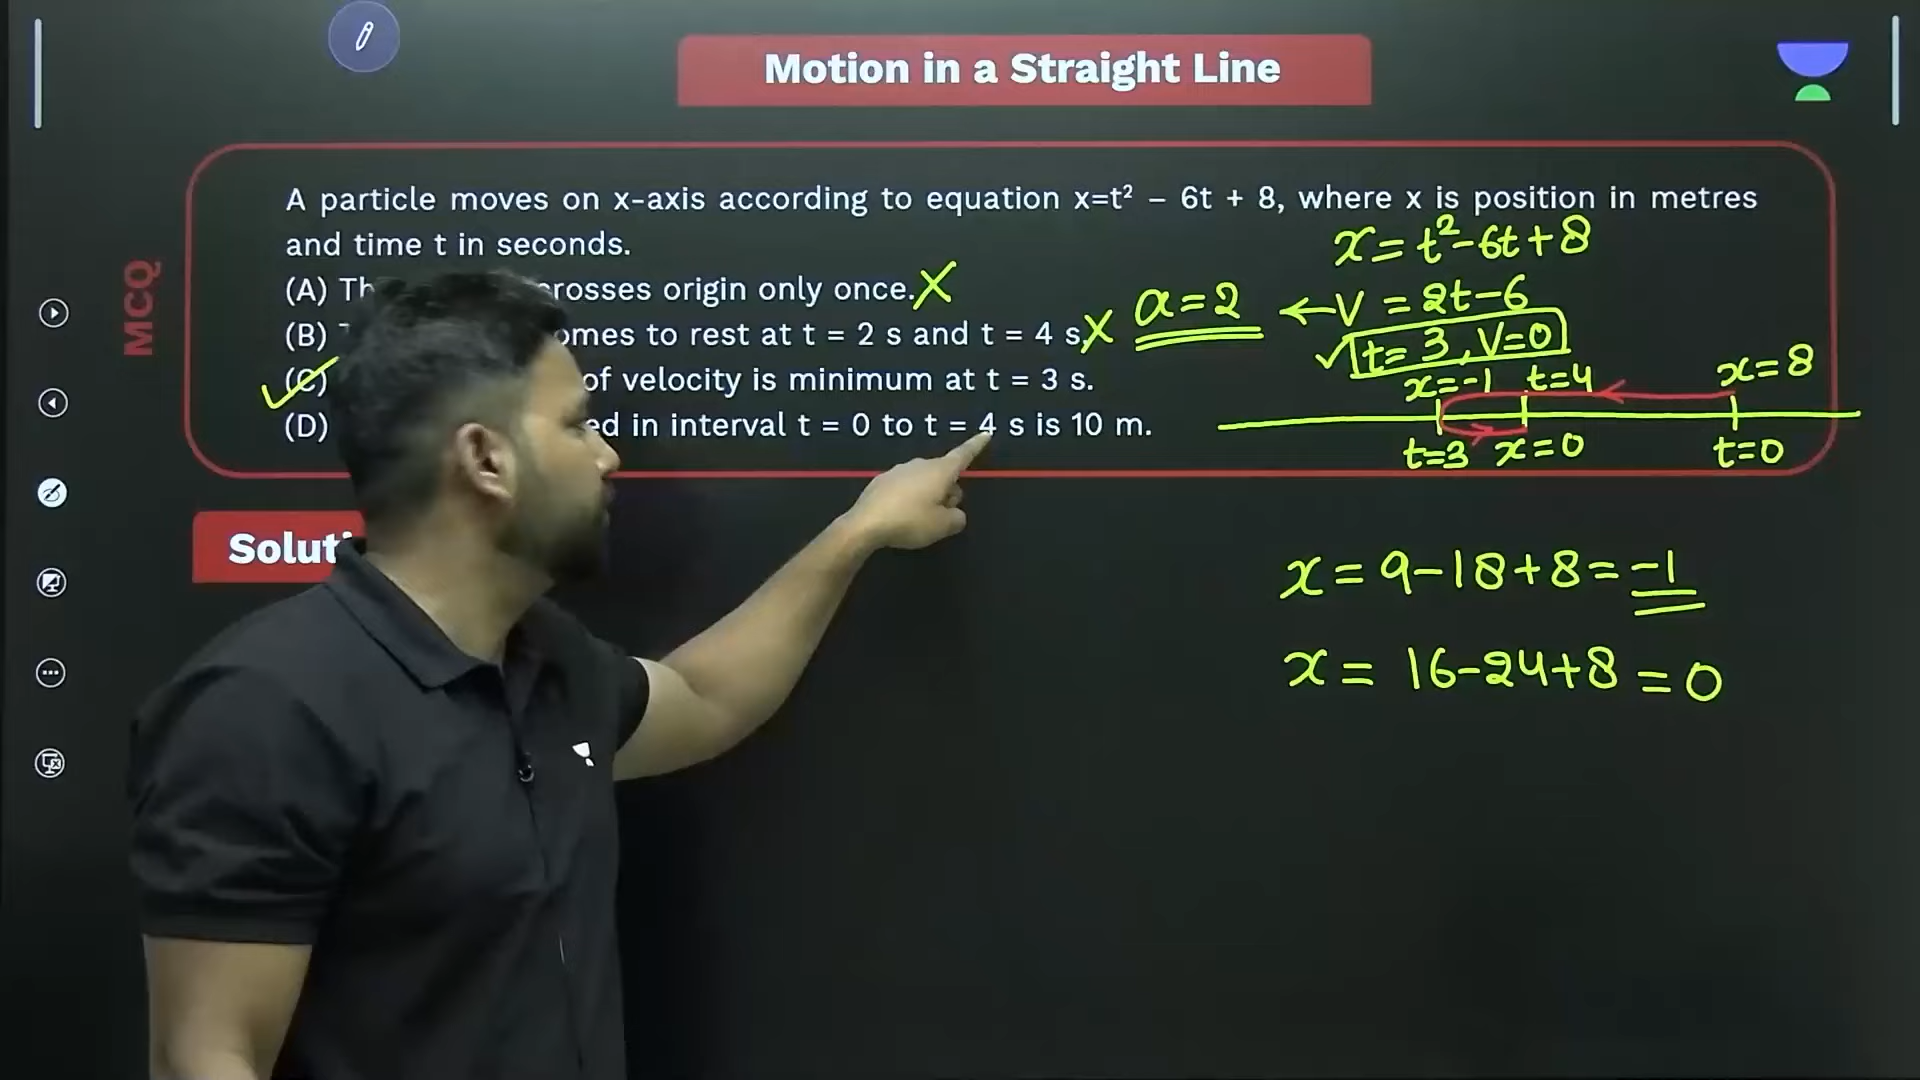 Motion in a Straight Line
MCQ
A particle moves on x-axis according to equation x=t² – 6t + 8, where x is position in metres
and time t in seconds.
(A) rosses origin only once. X
(B) omes to rest at t = 2 s and t = 4 s. X
(C) of velocity is minimum at t = 3 s.
(D) ed in interval t = 0 to t = 4 s is 10 m.
x = t²-6t+8
a=2 ← V = 2t-6
✓ t=3, V=0
x=-1 t=4 x=8
t=3 x=0 t=0
Soluti
x = 9-18+8 = -1
x = 16-24+8 = 0